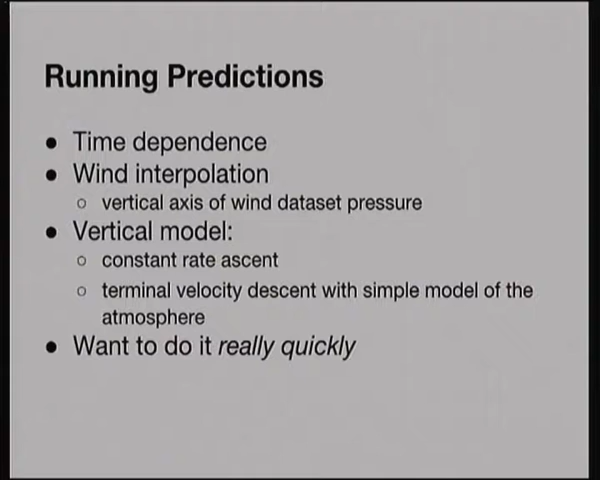 Running Predictions
● Time dependence
● Wind interpolation
○ vertical axis of wind dataset pressure
● Vertical model:
○ constant rate ascent
○ terminal velocity descent with simple model of the
atmosphere
● Want to do it really quickly